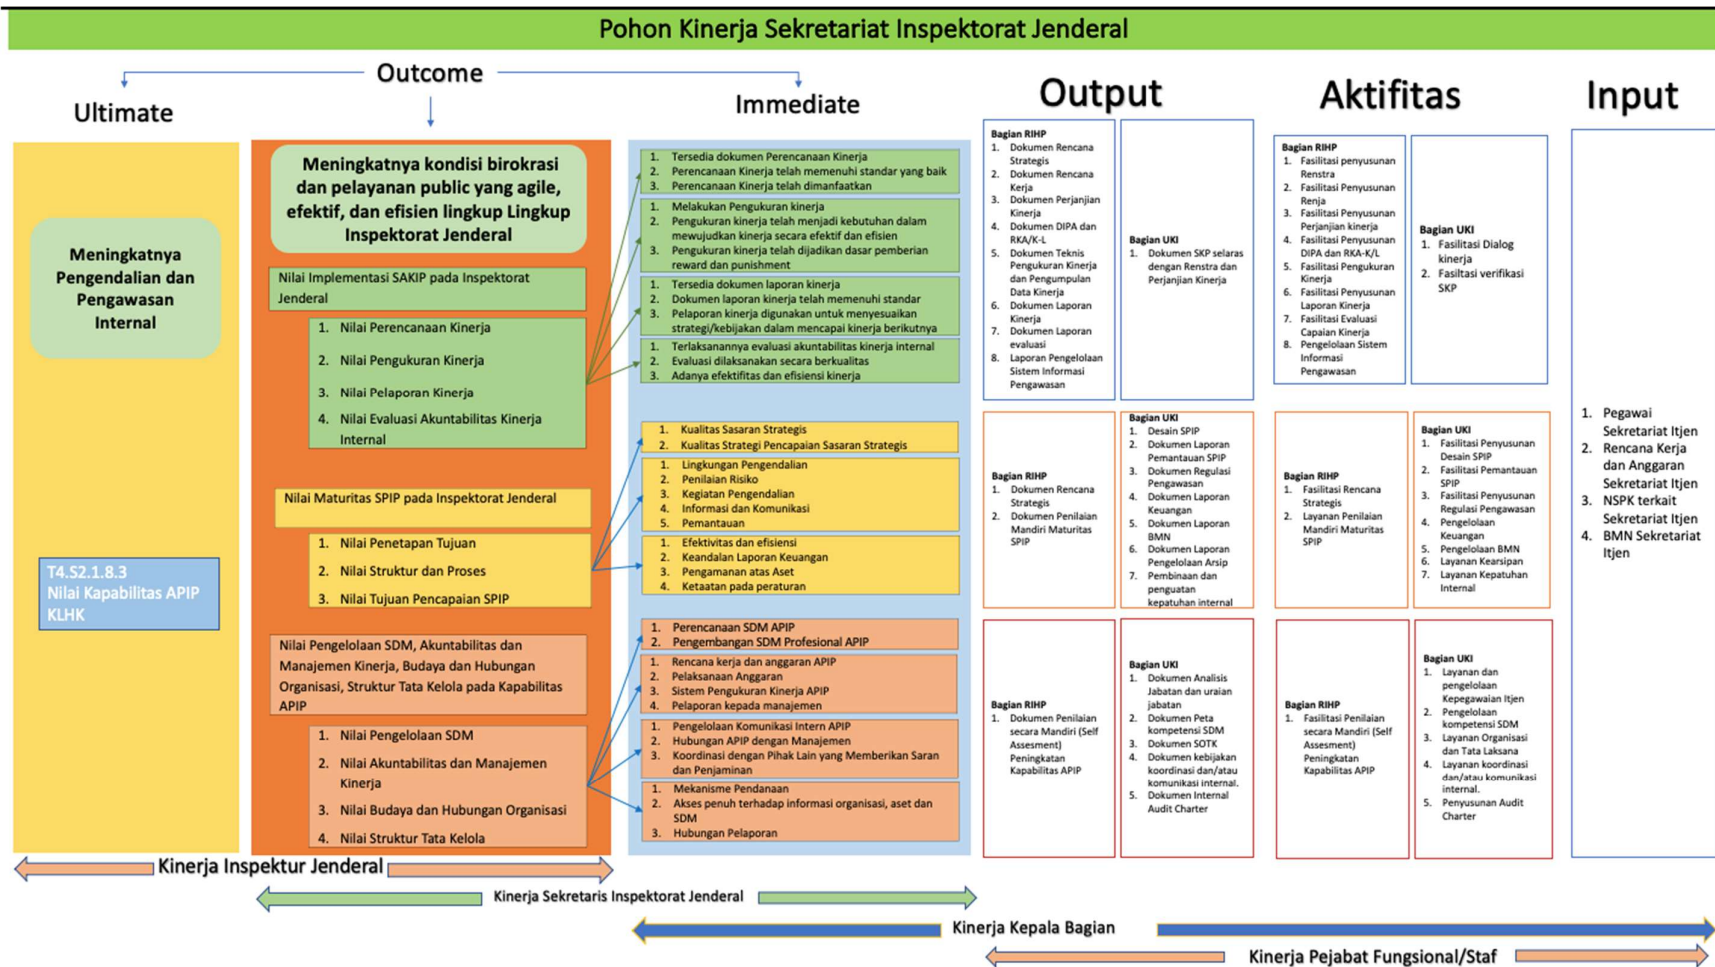 Pohon Kinerja Sekretariat Inspektorat Jenderal
Outcome
Ultimate
Immediate
Output
Aktifitas
Input
Meningkatnya
Pengendalian dan
Pengawasan
Internal
T4.S2.1.8.3
Nilai Kapabilitas APIP
KLHK
Meningkatnya kondisi birokrasi
dan pelayanan public yang agile,
efektif, dan efisien lingkup Lingkup
Inspektorat Jenderal
Nilai Implementasi SAKIP pada Inspektorat
Jenderal
1. Nilai Perencanaan Kinerja
2. Nilai Pengukuran Kinerja
3. Nilai Pelaporan Kinerja
4. Nilai Evaluasi Akuntabilitas Kinerja
Internal
Nilai Maturitas SPIP pada Inspektorat Jenderal
1. Nilai Penetapan Tujuan
2. Nilai Struktur dan Proses
3. Nilai Tujuan Pencapaian SPIP
Nilai Pengelolaan SDM, Akuntabilitas dan
Manajemen Kinerja, Budaya dan Hubungan
Organisasi, Struktur Tata Kelola pada Kapabilitas
APIP
1. Nilai Pengelolaan SDM
2. Nilai Akuntabilitas dan Manajemen
Kinerja
3. Nilai Budaya dan Hubungan Organisasi
4. Nilai Struktur Tata Kelola
1. Tersedia dokumen Perencanaan Kinerja
2. Perencanaan Kinerja telah memenuhi standar yang baik
3. Perencanaan Kinerja telah dimanfaatkan
1. Melakukan Pengukuran kinerja
2. Pengukuran kinerja telah menjadi kebutuhan dalam
mewujudkan kinerja secara efektif dan efisien
3. Pengukuran kinerja telah dijadikan dasar pemberian
reward dan punishment
1. Tersedia dokumen laporan kinerja
2. Dokumen laporan kinerja telah memenuhi standar
3. Pelaporan kinerja digunakan untuk menyesuaikan
strategi/kebijakan dalam mencapai kinerja berikutnya
1. Terlaksanannya evaluasi akuntabilitas kinerja internal
2. Evaluasi dilaksanakan secara berkualitas
3. Adanya efektifitas dan efisiensi kinerja
1. Kualitas Sasaran Strategis
2. Kualitas Strategi Pencapaian Sasaran Strategis
1. Lingkungan Pengendalian
2. Penilaian Risiko
3. Kegiatan Pengendalian
4. Informasi dan Komunikasi
5. Pemantauan
1. Efektivitas dan efisiensi
2. Keandalan Laporan Keuangan
3. Pengamanan atas Aset
4. Ketaatan pada peraturan
1. Perencanaan SDM APIP
2. Pengembangan SDM Profesional APIP
1. Rencana kerja dan anggaran APIP
2. Pelaksanaan Anggaran
3. Sistem Pengukuran Kinerja APIP
4. Pelaporan kepada manajemen
1. Pengelolaan Komunikasi Intern APIP
2. Hubungan APIP dengan Manajemen
3. Koordinasi dengan Pihak Lain yang Memberikan Saran
dan Penjaminan
1. Mekanisme Pendanaan
2. Akses penuh terhadap informasi organisasi, aset dan
SDM
3. Hubungan Pelaporan
Bagian RIHP
1. Dokumen Rencana
Strategis
2. Dokumen Rencana
Kerja
3. Dokumen Perjanjian
Kinerja
4. Dokumen DIPA dan
RKA/K-L
5. Dokumen Teknis
Pengukuran Kinerja
dan Pengumpulan
Data Kinerja
6. Dokumen Laporan
Kinerja
7. Dokumen Laporan
evaluasi
8. Laporan Pengelolaan
Sistem Informasi
Pengawasan
Bagian UKI
1. Dokumen SKP selaras
dengan Renstra dan
Perjanjian Kinerja
Bagian RIHP
1. Dokumen Rencana
Strategis
2. Dokumen Penilaian
Mandiri Maturitas
SPIP
Bagian UKI
1. Desain SPIP
2. Dokumen Laporan
Pemantauan SPIP
3. Dokumen Regulasi
Pengawasan
4. Dokumen Laporan
Keuangan
5. Dokumen Laporan
BMN
6. Dokumen Laporan
Pengelolaan Arsip
7. Pembinaan dan
penguatan
kepatuhan internal
Bagian RIHP
1. Dokumen Penilaian
secara Mandiri (Self
Assesment)
Peningkatan
Kapabilitas APIP
Bagian UKI
1. Dokumen Analisis
Jabatan dan uraian
jabatan
2. Dokumen Peta
kompetensi SDM
3. Dokumen SOTK
4. Dokumen kebijakan
koordinasi dan/atau
komunikasi internal.
5. Dokumen Internal
Audit Charter
Bagian RIHP
1. Fasilitasi penyusunan
Renstra
2. Fasilitasi Penyusunan
Renja
3. Fasilitasi Penyusunan
Perjanjian kinerja
4. Fasilitasi Penyusunan
DIPA dan RKA-K/L
5. Fasilitasi Pengukuran
Kinerja
6. Fasilitasi Penyusunan
Laporan Kinerja
7. Fasilitasi Evaluasi
Capaian Kinerja
8. Pengelolaan Sistem
Informasi
Pengawasan
Bagian UKI
1. Fasilitasi Dialog
kinerja
2. Fasiltasi verifikasi
SKP
Bagian RIHP
1. Fasilitasi Rencana
Strategis
2. Layanan Penilaian
Mandiri Maturitas
SPIP
Bagian UKI
1. Fasilitasi Penyusunan
Desain SPIP
2. Fasilitasi Pemantauan
SPIP
3. Fasilitasi Penyusunan
Regulasi Pengawasan
4. Pengelolaan
Keuangan
5. Pengelolaan BMN
6. Layanan Kearsipan
7. Layanan Kepatuhan
Internal
Bagian RIHP
1. Fasilitasi Penilaian
secara Mandiri (Self
Assesment)
Peningkatan
Kapabilitas APIP
Bagian UKI
1. Layanan dan
pengelolaan
Kepegawaian Itjen
2. Pengelolaan
kompetensi SDM
3. Layanan Organisasi
dan Tata Laksana
4. Layanan koordinasi
dan/atau komunikasi
internal.
5. Penyusunan Audit
Charter
1. Pegawai
Sekretariat Itjen
2. Rencana Kerja
dan Anggaran
Sekretariat Itjen
3. NSPK terkait
Sekretariat Itjen
4. BMN Sekretariat
Itjen
Kinerja Inspektur Jenderal
Kinerja Sekretaris Inspektorat Jenderal
Kinerja Kepala Bagian
Kinerja Pejabat Fungsional/Staf